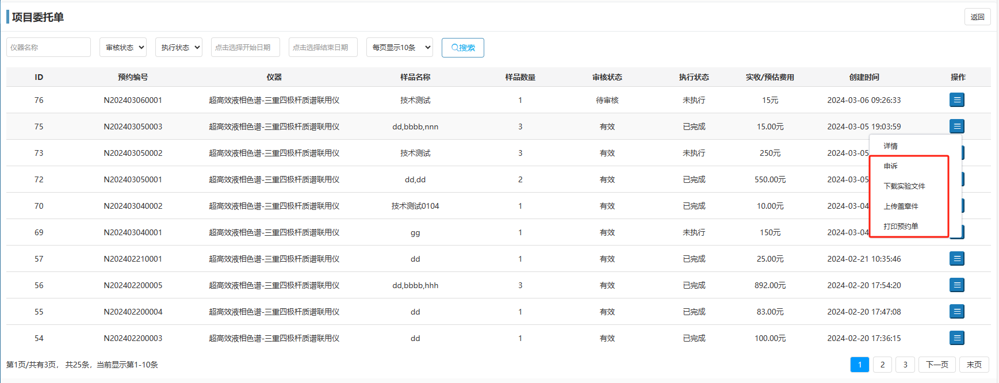 项目委托单
返回
仪器名称 审核状态 执行状态 点击选择开始日期 点击选择结束日期 每页显示10条 搜索
ID 预约编号 仪器 样品名称 样品数量 审核状态 执行状态 实收/预估费用 创建时间 操作
76 N202403060001 超高效液相色谱-三重四极杆质谱联用仪 技术测试 1 待审核 未执行 15元 2024-03-06 09:26:33
75 N202403050003 超高效液相色谱-三重四极杆质谱联用仪 dd,bbbb,nnn 3 有效 已完成 15.00元 2024-03-05 19:03:59
详情
73 N202403050002 超高效液相色谱-三重四极杆质谱联用仪 技术测试 3 有效 未执行 250元 2024-03-05
申诉
72 N202403050001 超高效液相色谱-三重四极杆质谱联用仪 dd,dd 2 有效 已完成 550.00元 2024-03-05
下载实验文件
70 N202403040002 超高效液相色谱-三重四极杆质谱联用仪 技术测试0104 1 有效 已完成 10.00元 2024-03-04
上传盖章件
69 N202403040001 超高效液相色谱-三重四极杆质谱联用仪 gg 1 有效 未执行 150元 2024-03-04
打印预约单
57 N202402210001 超高效液相色谱-三重四极杆质谱联用仪 dd 1 有效 已完成 25.00元 2024-02-21 10:35:46
56 N202402200005 超高效液相色谱-三重四极杆质谱联用仪 dd,bbbb,hhh 3 有效 已完成 892.00元 2024-02-20 17:54:20
55 N202402200004 超高效液相色谱-三重四极杆质谱联用仪 dd 1 有效 已完成 83.00元 2024-02-20 17:47:08
54 N202402200003 超高效液相色谱-三重四极杆质谱联用仪 dd 1 有效 已完成 100.00元 2024-02-20 17:36:15
第1页/共有3页， 共25条，当前显示第1-10条 1 2 3 下一页 末页